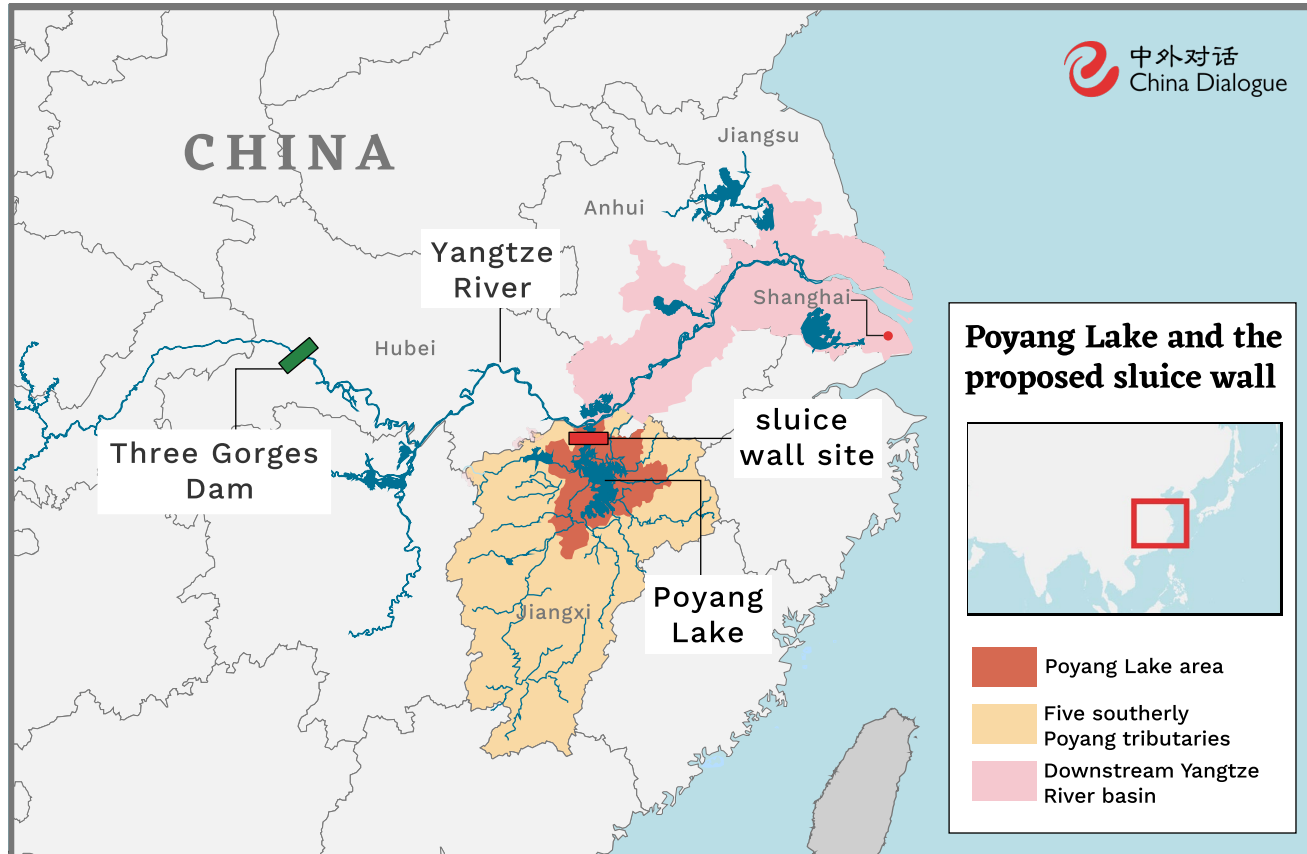 中外对话
China Dialogue
CHINA
Jiangsu
Anhui
Yangtze
River
Shanghai
Hubei
Three Gorges
Dam
sluice
wall site
Jiangxi
Poyang
Lake
Poyang Lake and the
proposed sluice wall
Poyang Lake area
Five southerly
Poyang tributaries
Downstream Yangtze
River basin